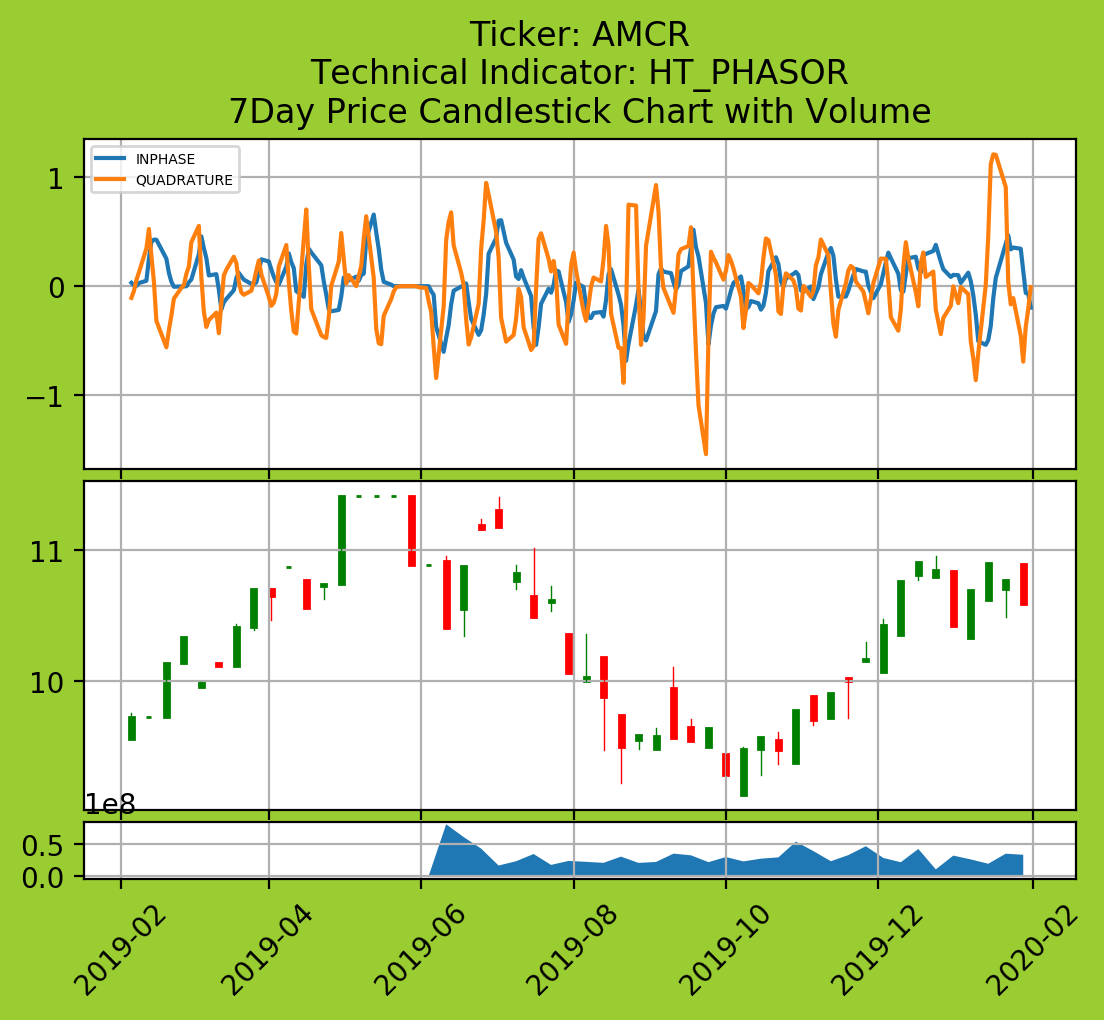 Ticker: AMCR
Technical Indicator: HT_PHASOR
7Day Price Candlestick Chart with Volume
INPHASE
QUADRATURE
1
0
−1
11
10
1e8
0.5
0.0
2019-02
2019-04
2019-06
2019-08
2019-10
2019-12
2020-02